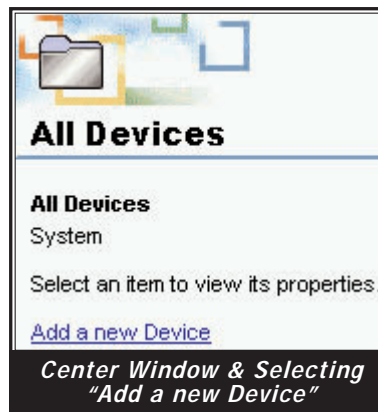 All Devices
All Devices
System
Select an item to view its properties.
Add a new Device
Center Window & Selecting
"Add a new Device"